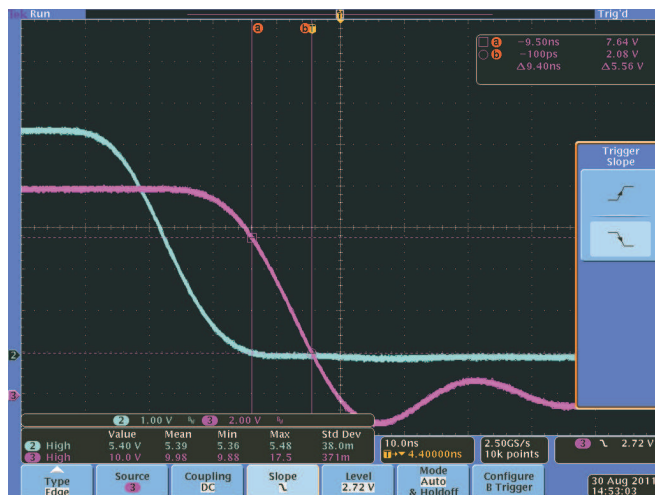 Run
Trig'd
T
a
b T
a −9.50ns 7.64 V
b −100ps 2.08 V
Δ9.40ns Δ5.56 V
Trigger
Slope
2
3
2 1.00 V 3 2.00 V
Value Mean Min Max Std Dev
2 High 5.40 V 5.39 5.36 5.48 38.0m
3 High 10.0 V 9.98 9.88 17.5 371m
10.0ns
T→▾ 4.40000ns
2.50GS/s
10k points
3 2.72 V
Type
Edge
Source
3
Coupling
DC
Slope
Level
2.72 V
Mode
Auto
& Holdoff
Configure
B Trigger
30 Aug 2011
14:53:03